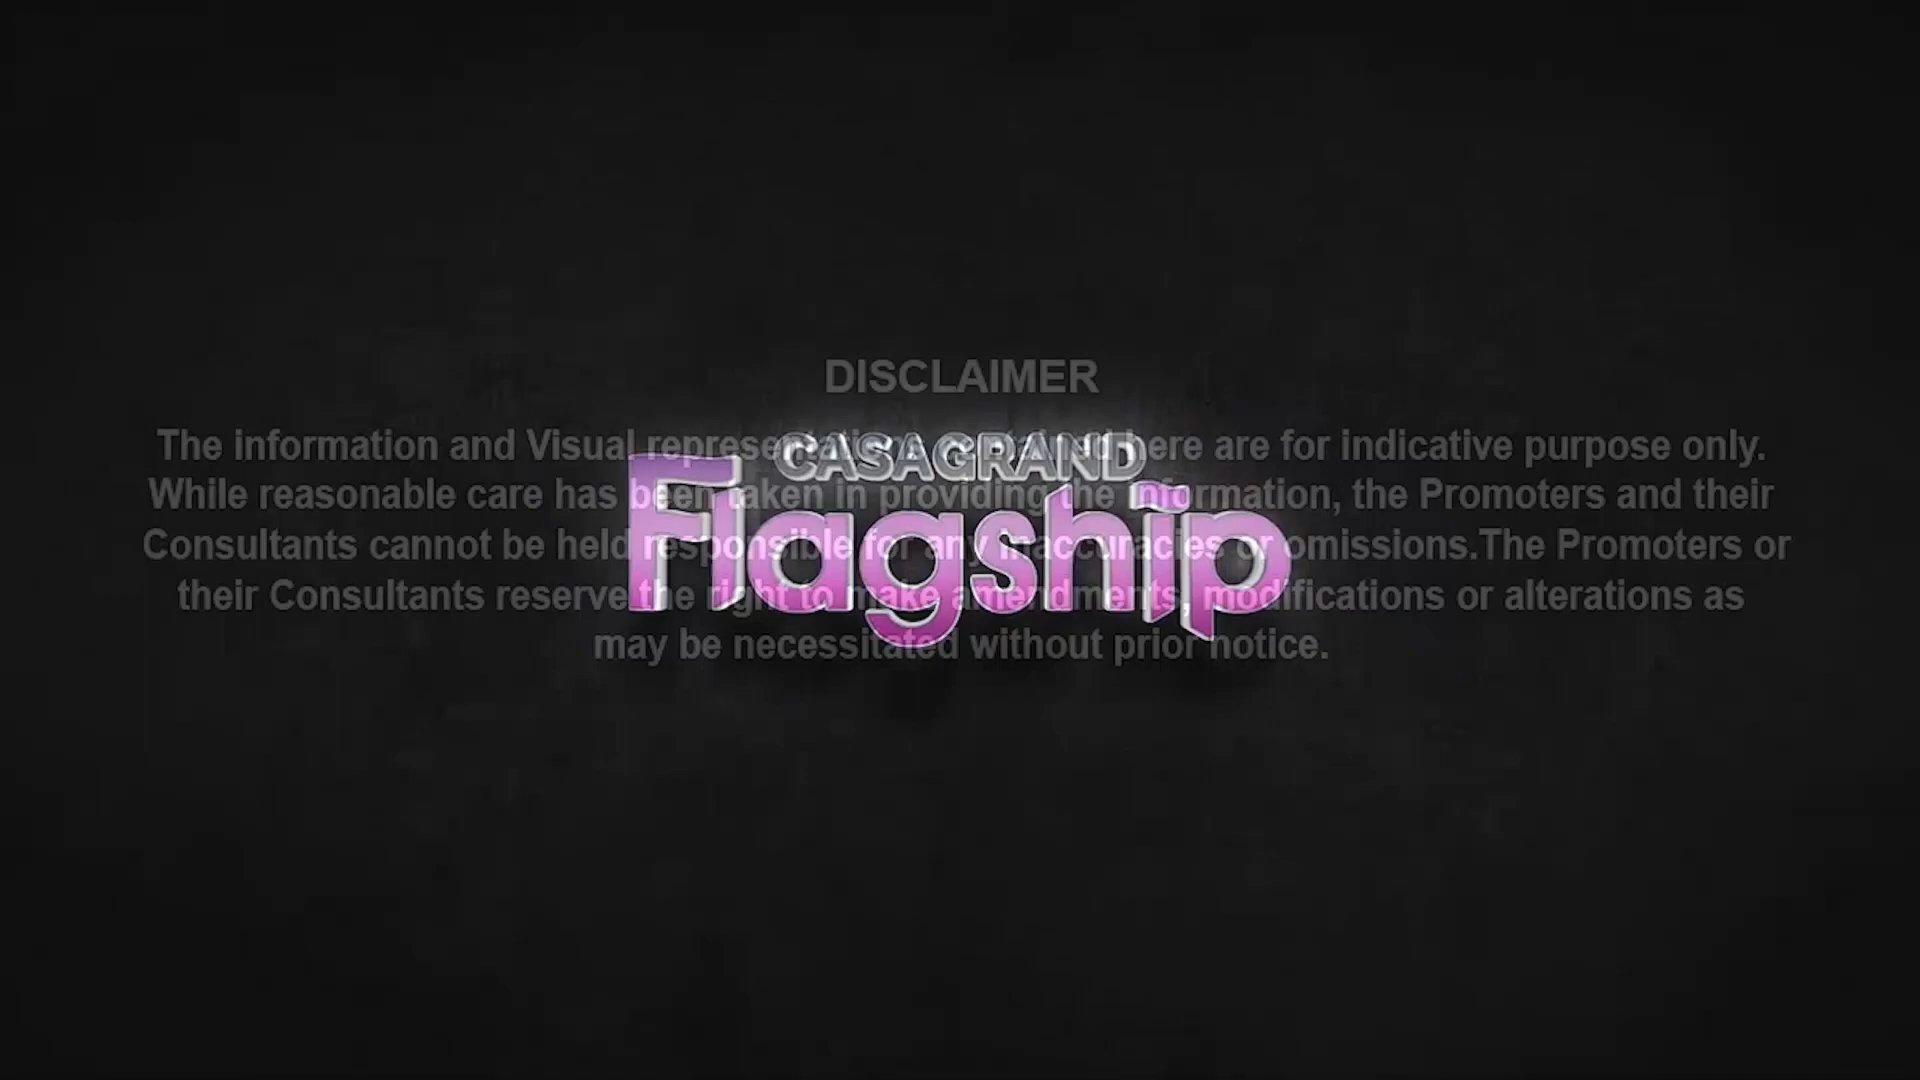 DISCLAIMER
The information and Visual here are for indicative purpose only.
CASAGRAND
While reasonable care has been taken in providing the information, the Promoters and their
Flagship
Consultants cannot be held responsible for any inaccuracies or omissions.The Promoters or
their Consultants reserve the right to make amendments, modifications or alterations as
may be necessitated without prior notice.